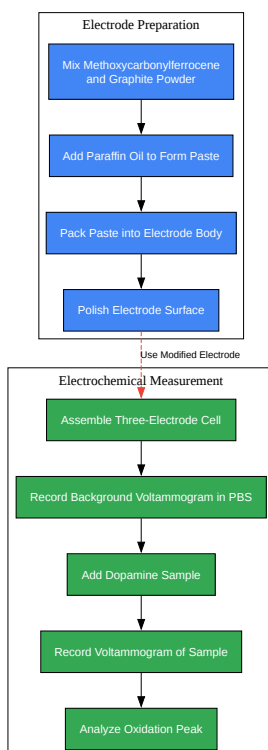 Electrode Preparation
Mix Methoxycarbonylferrocene
and Graphite Powder
Add Paraffin Oil to Form Paste
Pack Paste into Electrode Body
Polish Electrode Surface
Use Modified Electrode
Electrochemical Measurement
Assemble Three-Electrode Cell
Record Background Voltammogram in PBS
Add Dopamine Sample
Record Voltammogram of Sample
Analyze Oxidation Peak